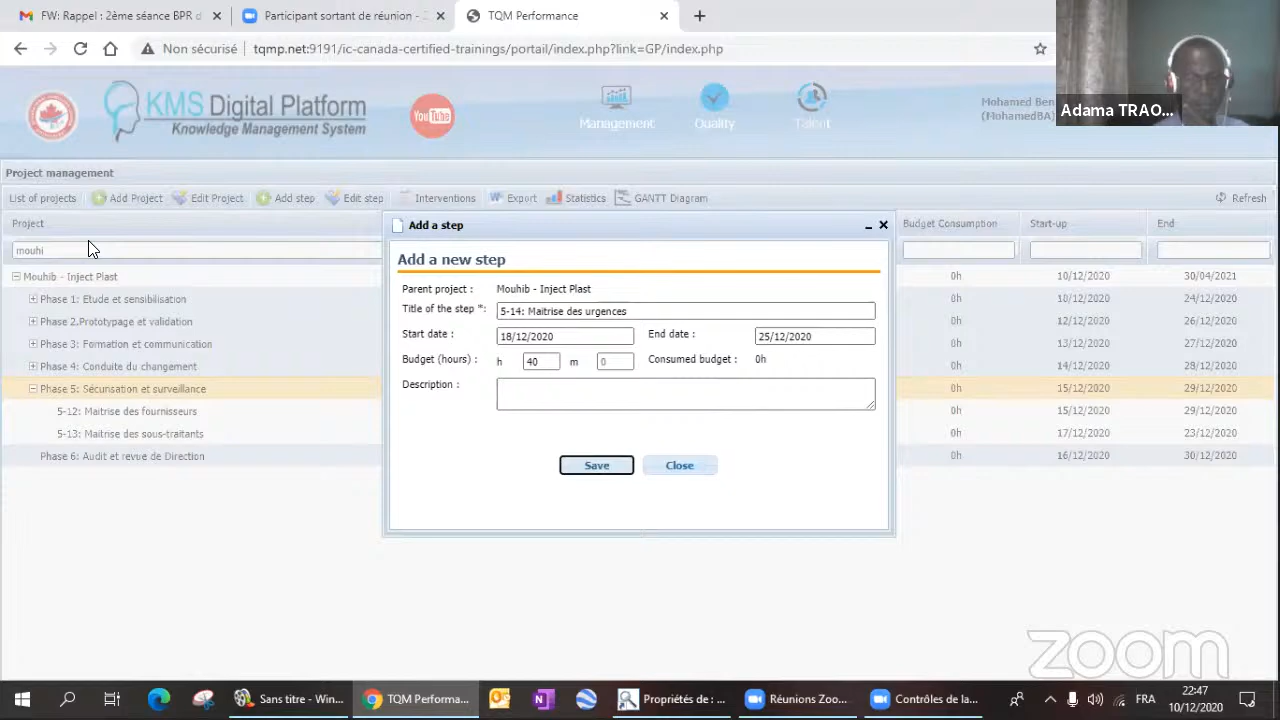 FW: Rappel : 2ème séance BPR d
Participant sortant de réunion - Z
TQM Performance
Non sécurisé
tqmp.net:9191/ic-canada-certified-trainings/portail/index.php?link=GP/index.php
KMS Digital Platform
Knowledge Management System
YouTube
Management
Quality
Talent
Mohamed Ben
(MohamedBA)
Adama TRAO...
Project management
List of projects
Add Project
Edit Project
Add step
Edit step
Interventions
Export
Statistics
GANTT Diagram
Refresh
Project
Budget Consumption
Start-up
End
mouhi
Mouhib - Inject Plast
0h
10/12/2020
30/04/2021
Phase 1: Etude et sensibilisation
0h
10/12/2020
24/12/2020
Phase 2.Prototypage et validation
0h
12/12/2020
26/12/2020
Phase 3: Formation et communication
0h
13/12/2020
27/12/2020
Phase 4: Conduite du changement
0h
14/12/2020
28/12/2020
Phase 5: Sécurisation et surveillance
0h
15/12/2020
29/12/2020
5-12: Maitrise des fournisseurs
0h
15/12/2020
29/12/2020
5-13: Maitrise des sous-traitants
0h
17/12/2020
23/12/2020
Phase 6: Audit et revue de Direction
0h
16/12/2020
30/12/2020
Add a step
Add a new step
Parent project : Mouhib - Inject Plast
Title of the step *: 5-14: Maitrise des urgences
Start date : 18/12/2020 End date : 25/12/2020
Budget (hours) : h 40 m 0 Consumed budget : 0h
Description :
Save
Close
zoom
Sans titre - Win...
TQM Performa...
Propriétés de : ...
Réunions Zoo...
Contrôles de la...
FRA
22:47
10/12/2020